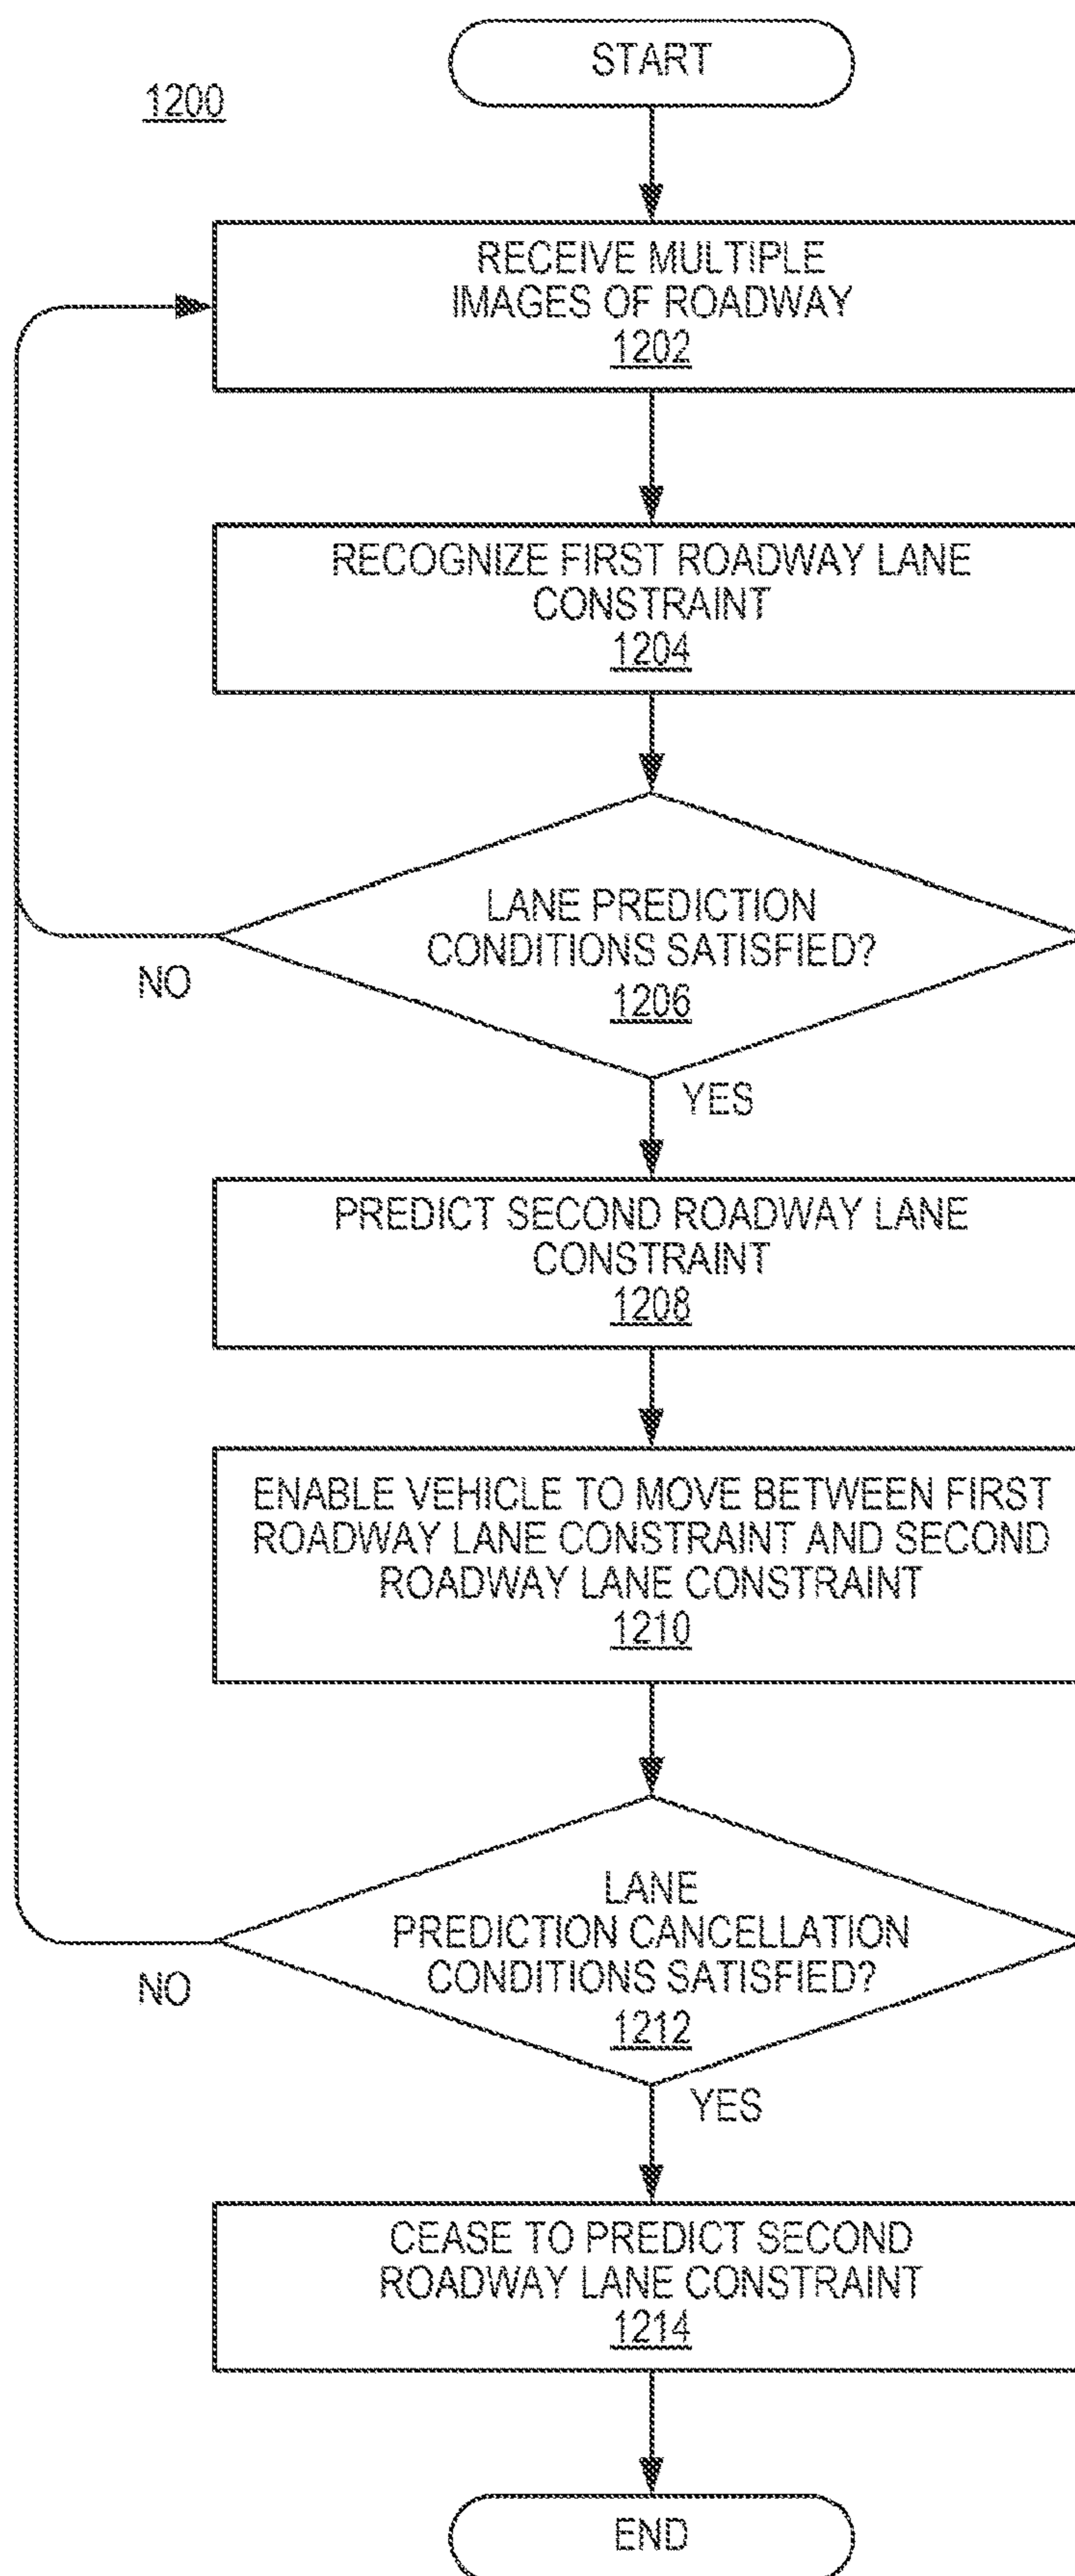 1200
START
RECEIVE MULTIPLE
IMAGES OF ROADWAY
1202
RECOGNIZE FIRST ROADWAY LANE
CONSTRAINT
1204
LANE PREDICTION
CONDITIONS SATISFIED?
1206
NO
YES
PREDICT SECOND ROADWAY LANE
CONSTRAINT
1208
ENABLE VEHICLE TO MOVE BETWEEN FIRST
ROADWAY LANE CONSTRAINT AND SECOND
ROADWAY LANE CONSTRAINT
1210
LANE
PREDICTION CANCELLATION
CONDITIONS SATISFIED?
1212
NO
YES
CEASE TO PREDICT SECOND
ROADWAY LANE CONSTRAINT
1214
END